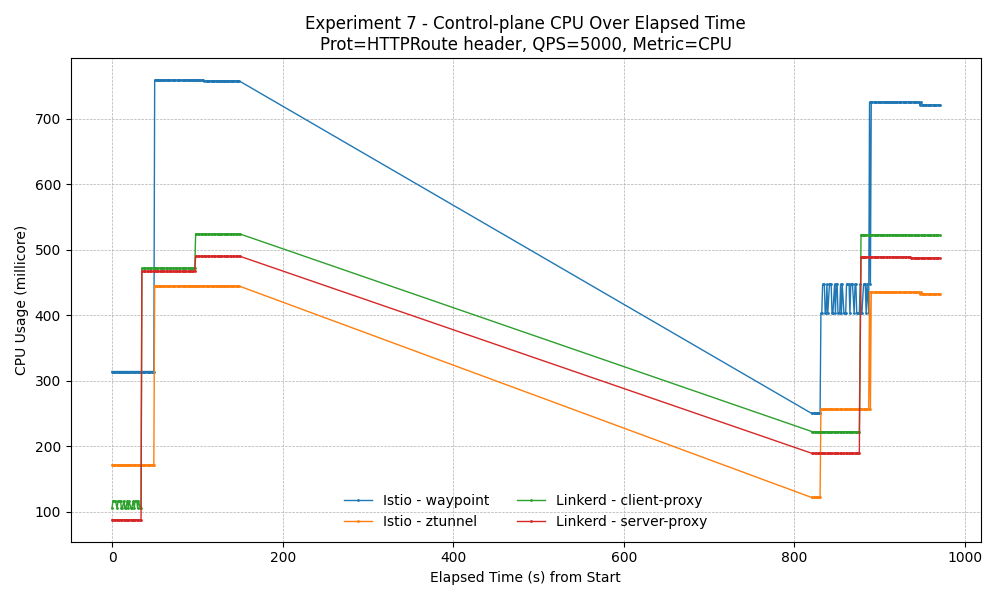 Experiment 7 - Control-plane CPU Over Elapsed Time
Prot=HTTPRoute header, QPS=5000, Metric=CPU
CPU Usage (millicore)
700
600
500
400
300
200
100
Istio - waypoint
Istio - ztunnel
Linkerd - client-proxy
Linkerd - server-proxy
0
200
400
600
800
1000
Elapsed Time (s) from Start